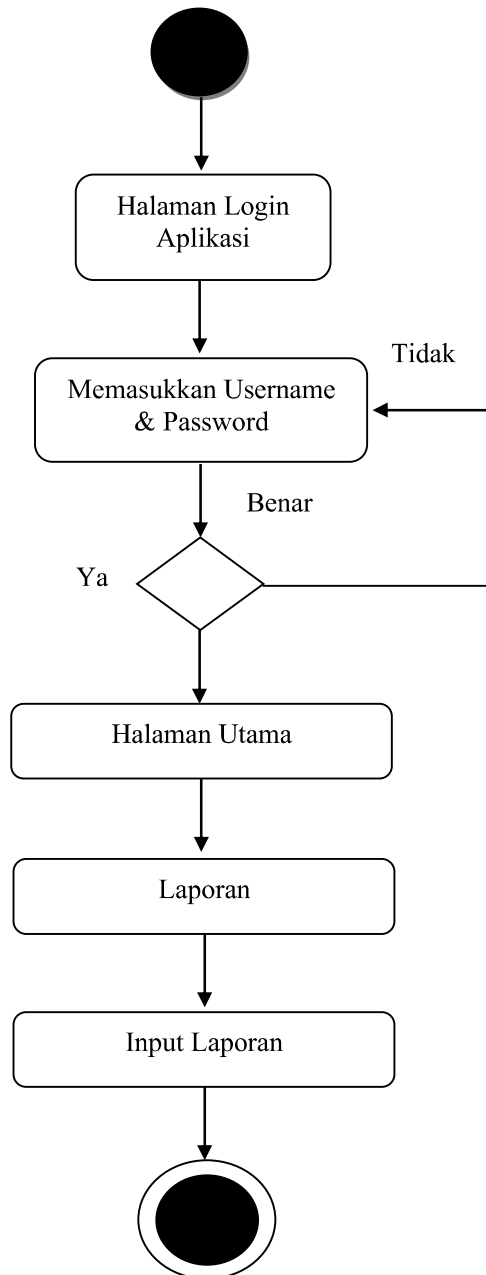 Halaman Login
Aplikasi
Tidak
Memasukkan Username
& Password
Benar
Ya
Halaman Utama
Laporan
Input Laporan